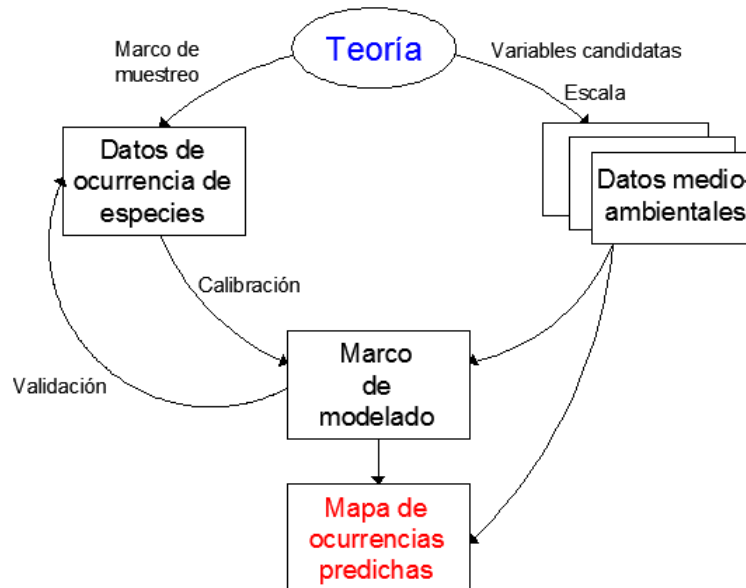 Teoría
Marco de
muestreo
Variables candidatas
Escala
Datos de
ocurrencia de
especies
Datos medio-
ambientales
Calibración
Validación
Marco
de
modelado
Mapa de
ocurrencias
predichas